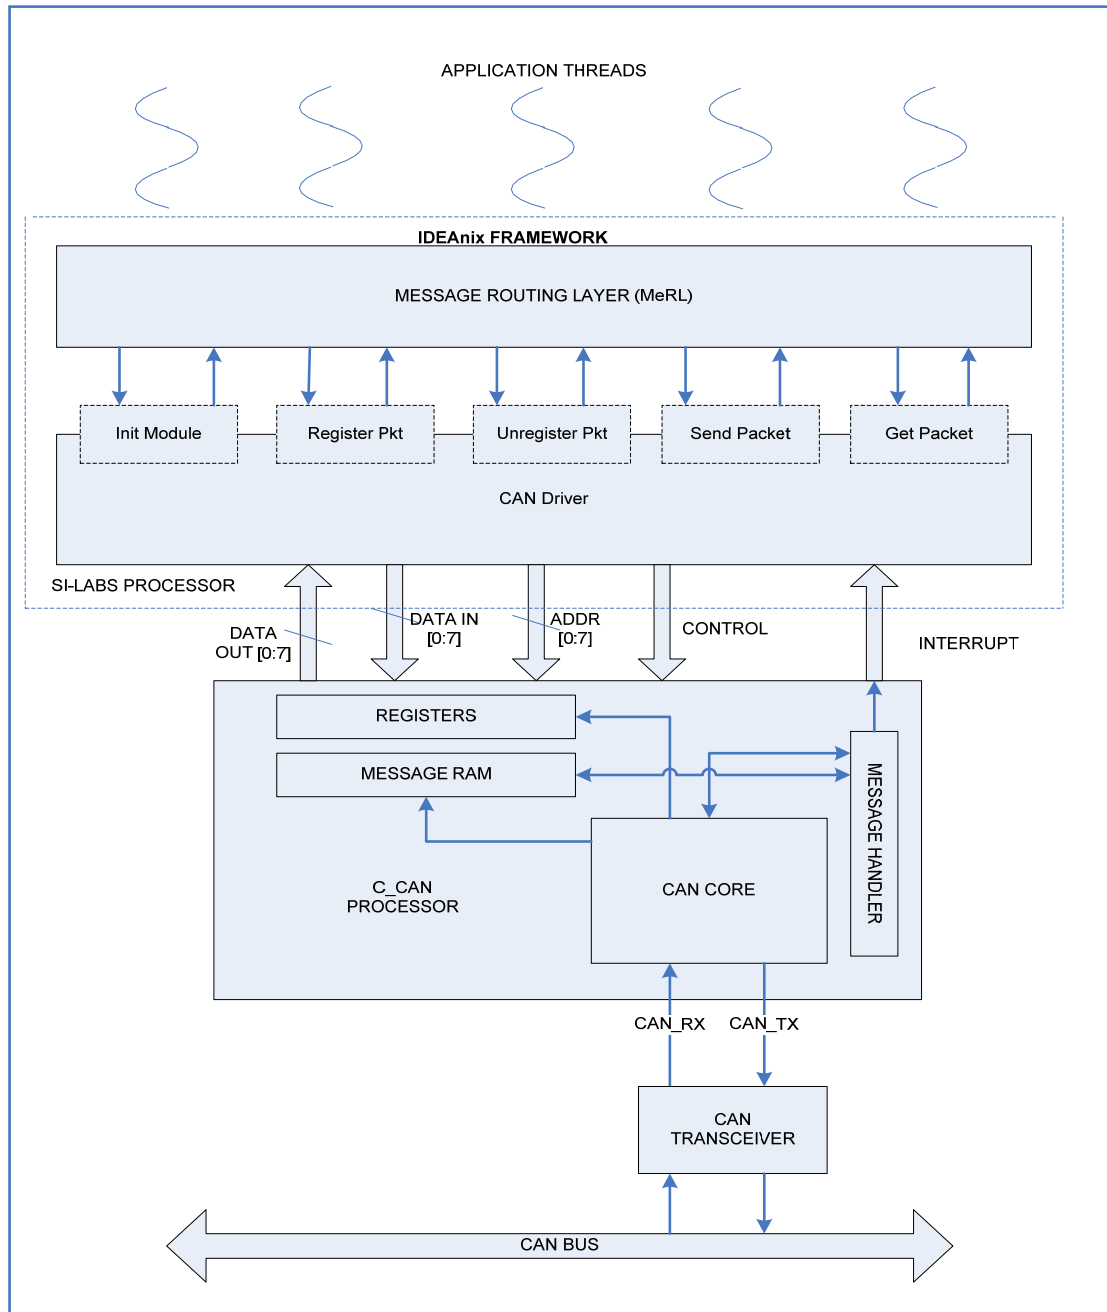 APPLICATION THREADS
IDEAnix FRAMEWORK
MESSAGE ROUTING LAYER (MeRL)
Init Module
Register Pkt
Unregister Pkt
Send Packet
Get Packet
CAN Driver
SI-LABS PROCESSOR
DATA
OUT [0:7]
DATA IN
[0:7]
ADDR
[0:7]
CONTROL
INTERRUPT
REGISTERS
MESSAGE RAM
MESSAGE HANDLER
C_CAN
PROCESSOR
CAN CORE
CAN_RX
CAN_TX
CAN
TRANSCEIVER
CAN BUS